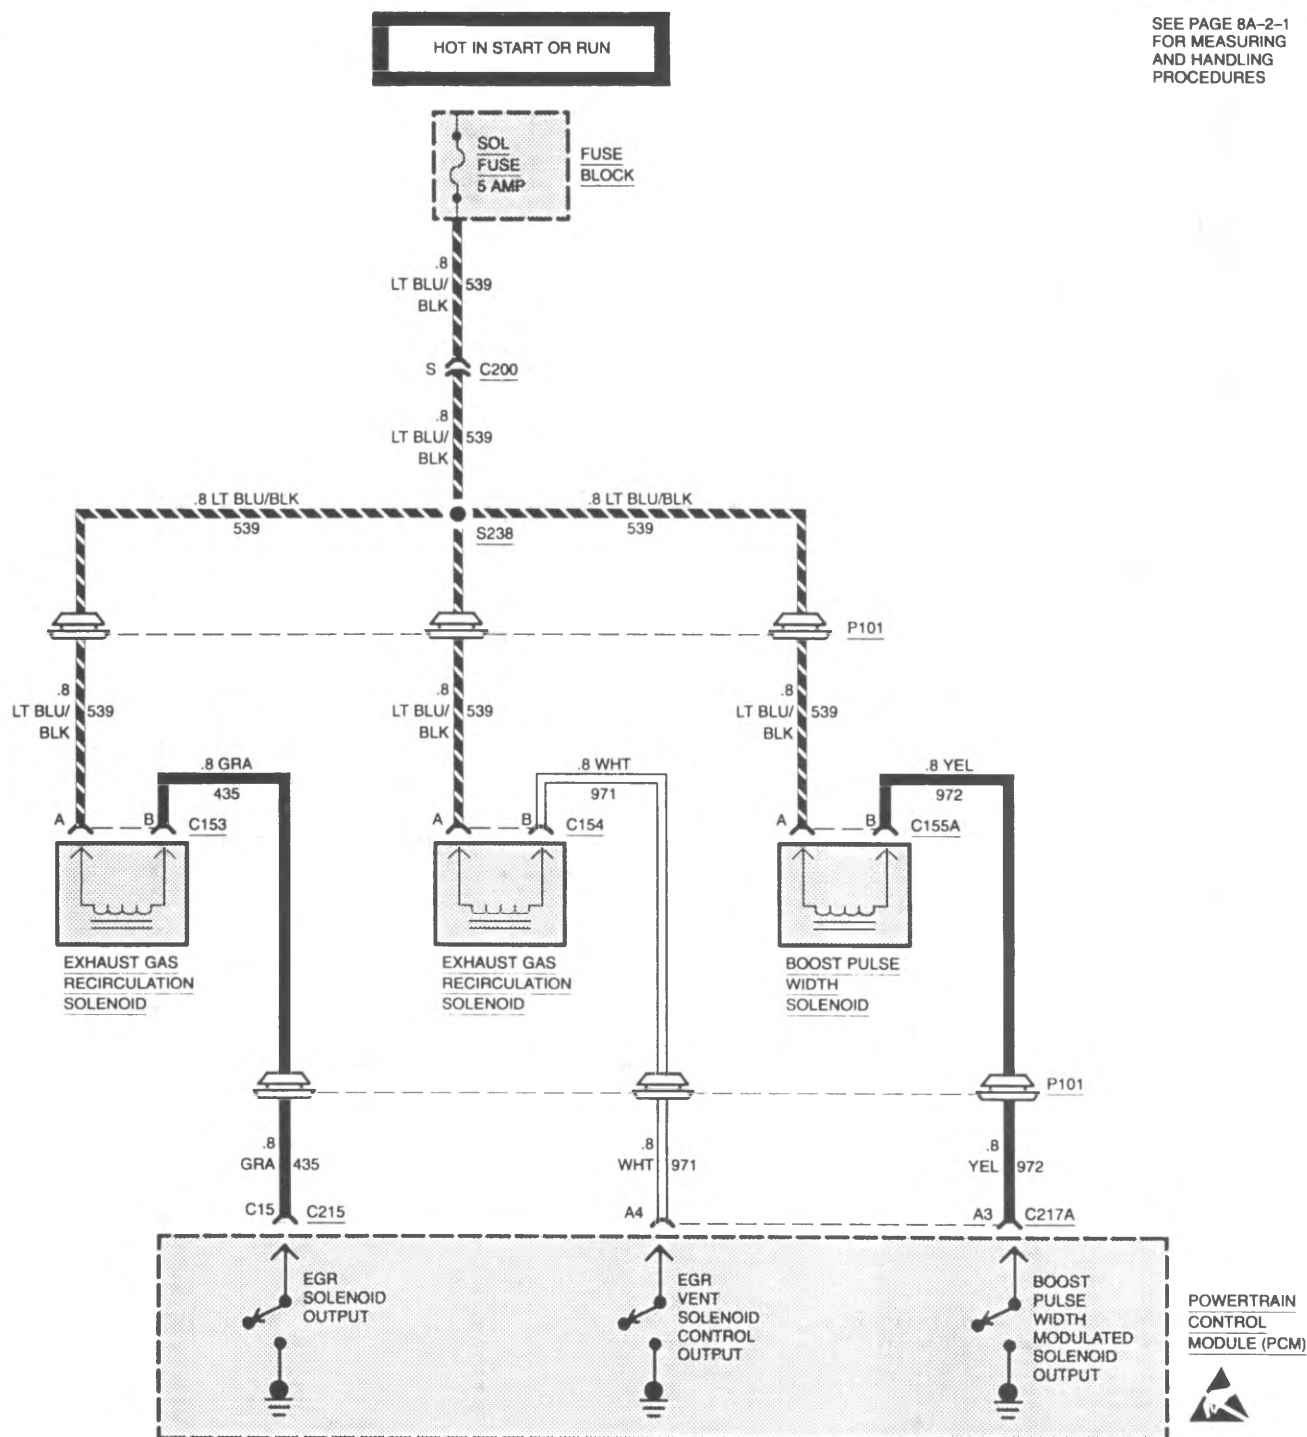 SEE PAGE 8A-2-1
FOR MEASURING
AND HANDLING
PROCEDURES
HOT IN START OR RUN
SOL
FUSE
5 AMP
FUSE
BLOCK
.8
LT BLU/
BLK
539
S
C200
.8
LT BLU/
BLK
539
.8 LT BLU/BLK
539
.8 LT BLU/BLK
539
S238
P101
.8
LT BLU/
BLK
539
.8
LT BLU/
BLK
539
.8
LT BLU/
BLK
539
.8 GRA
435
.8 WHT
971
.8 YEL
972
A
B
C153
A
B
C154
A
B
C155A
EXHAUST GAS
RECIRCULATION
SOLENOID
EXHAUST GAS
RECIRCULATION
SOLENOID
BOOST PULSE
WIDTH
SOLENOID
P101
.8
GRA
435
.8
WHT
971
.8
YEL
972
C15
C215
A4
A3
C217A
EGR
SOLENOID
OUTPUT
EGR
VENT
SOLENOID
CONTROL
OUTPUT
BOOST
PULSE
WIDTH
MODULATED
SOLENOID
OUTPUT
POWERTRAIN
CONTROL
MODULE (PCM)